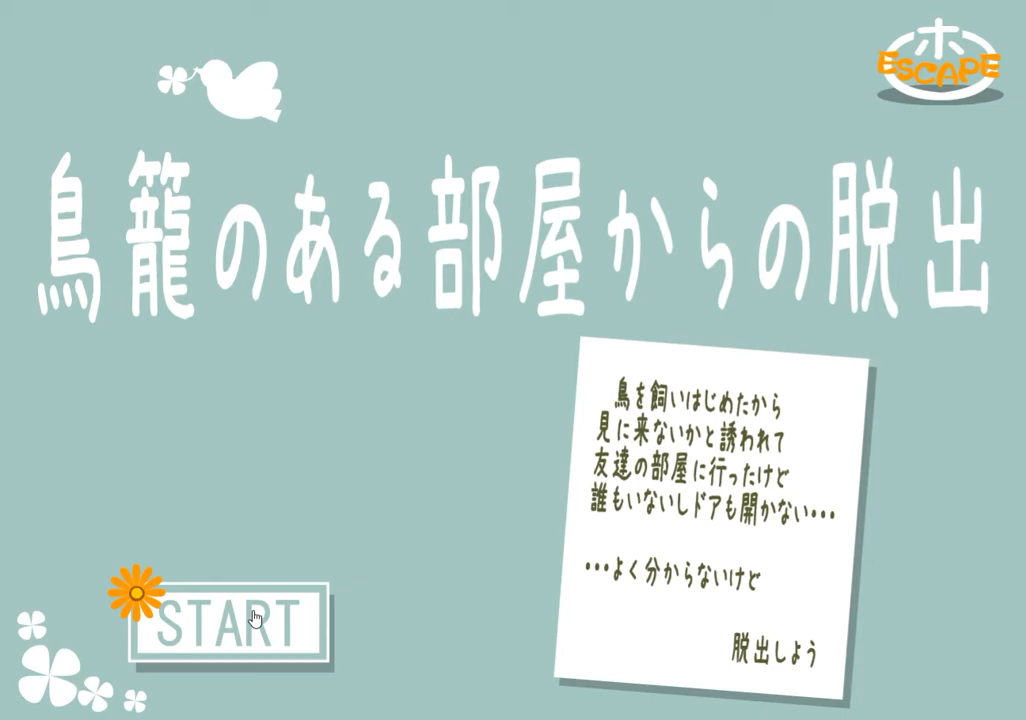 ホ
ESCAPE
鳥籠のある部屋からの脱出
鳥を飼いはじめたから
見に来ないかと誘われて
友達の部屋に行ったけど
誰もいないしドアも開かない・・・
・・・よく分からないけど
脱出しよう
START